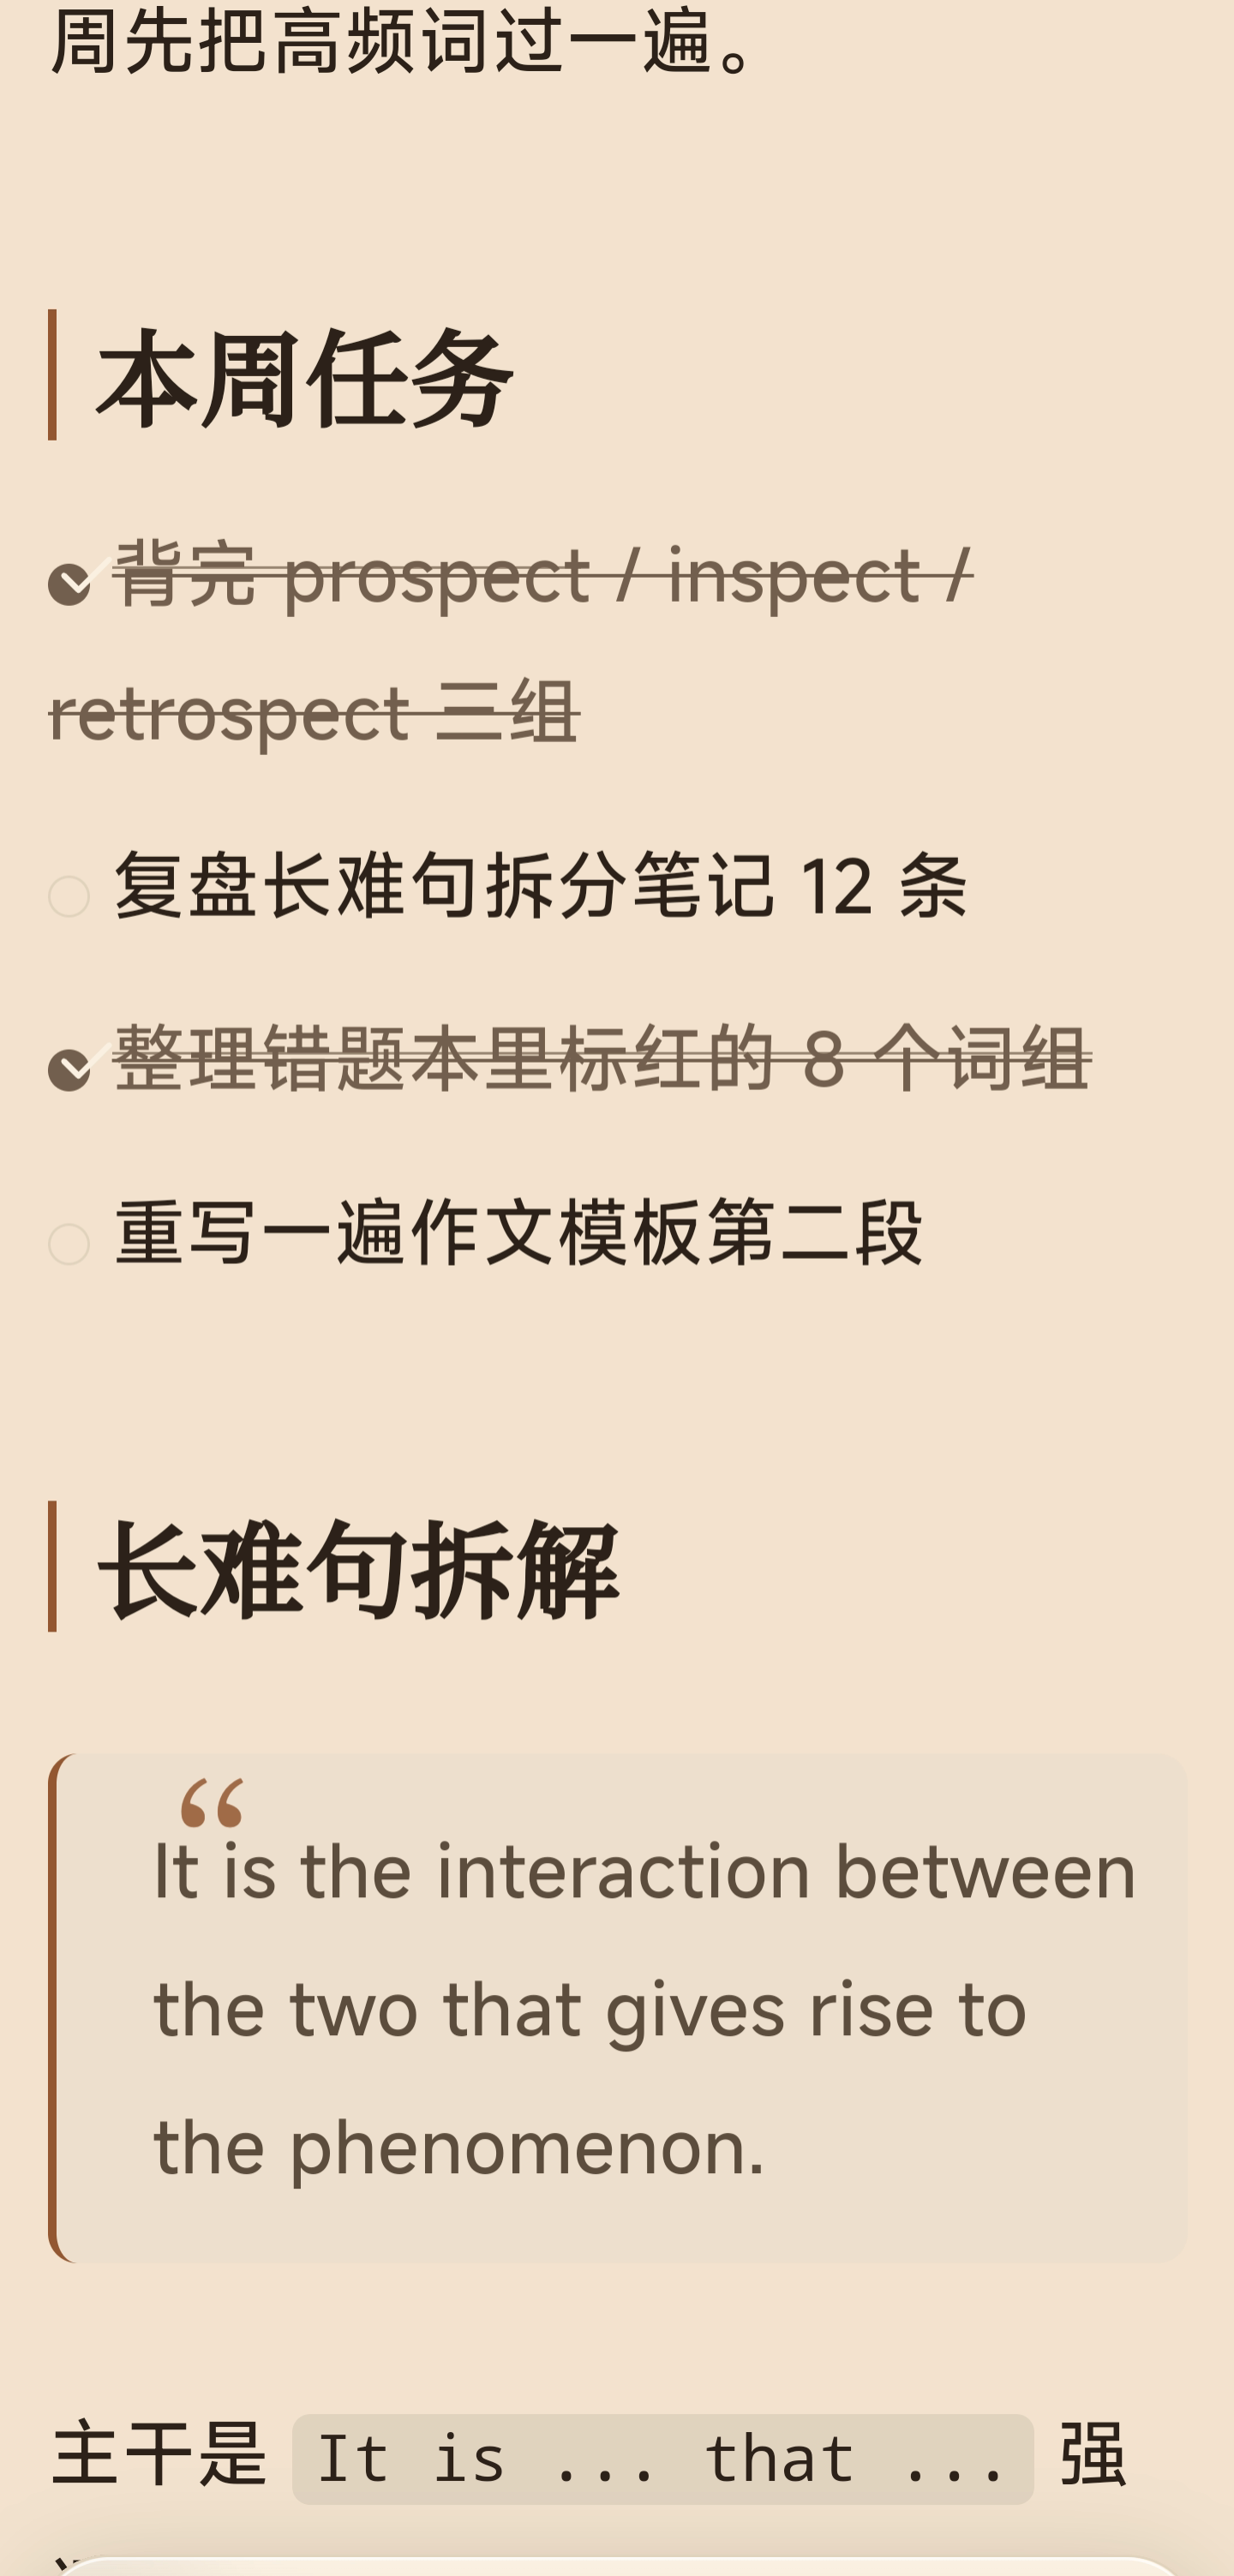 周先把高频词过一遍。
本周任务
背完 prospect / inspect /
retrospect 三组
复盘长难句拆分笔记 12 条
整理错题本里标红的 8 个词组
重写一遍作文模板第二段
长难句拆解
“
It is the interaction between
the two that gives rise to
the phenomenon.
主干是 It is ... that ... 强